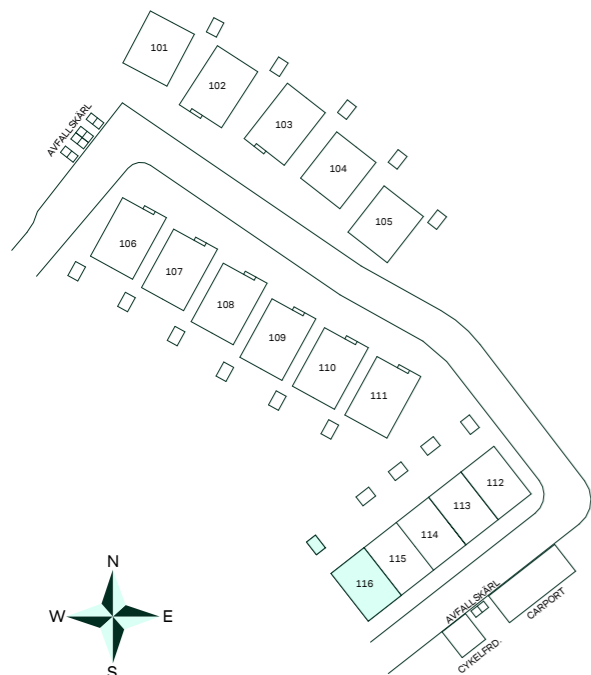 101
102
103
104
105
AVFALLSKÄRL
106
107
108
109
110
111
112
113
114
115
116
AVFALLSKÄRL
CARPORT
CYKELFRD.
N
W
E
S